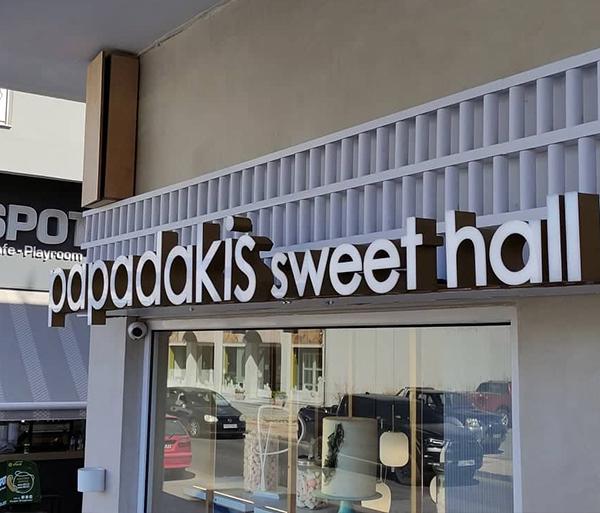 SPOT
afe - Playroom
papadakis sweet hall